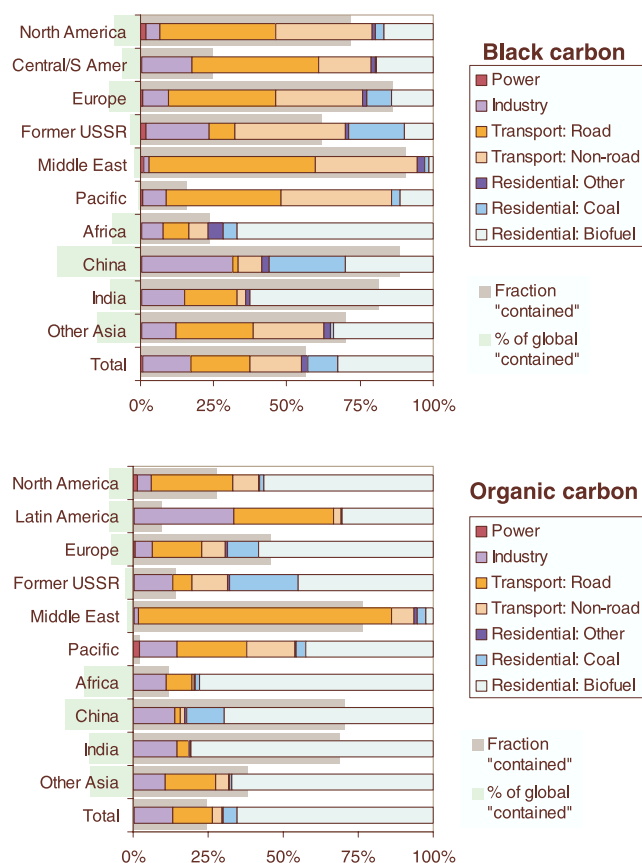 North America
Central/S Amer
Europe
Former USSR
Middle East
Pacific
Africa
China
India
Other Asia
Total
0%
25%
50%
75%
100%
Black carbon
Power
Industry
Transport: Road
Transport: Non-road
Residential: Other
Residential: Coal
Residential: Biofuel
Fraction
"contained"
% of global
"contained"
North America
Latin America
Europe
Former USSR
Middle East
Pacific
Africa
China
India
Other Asia
Total
0%
25%
50%
75%
100%
Organic carbon
Power
Industry
Transport: Road
Transport: Non-road
Residential: Other
Residential: Coal
Residential: Biofuel
Fraction
"contained"
% of global
"contained"